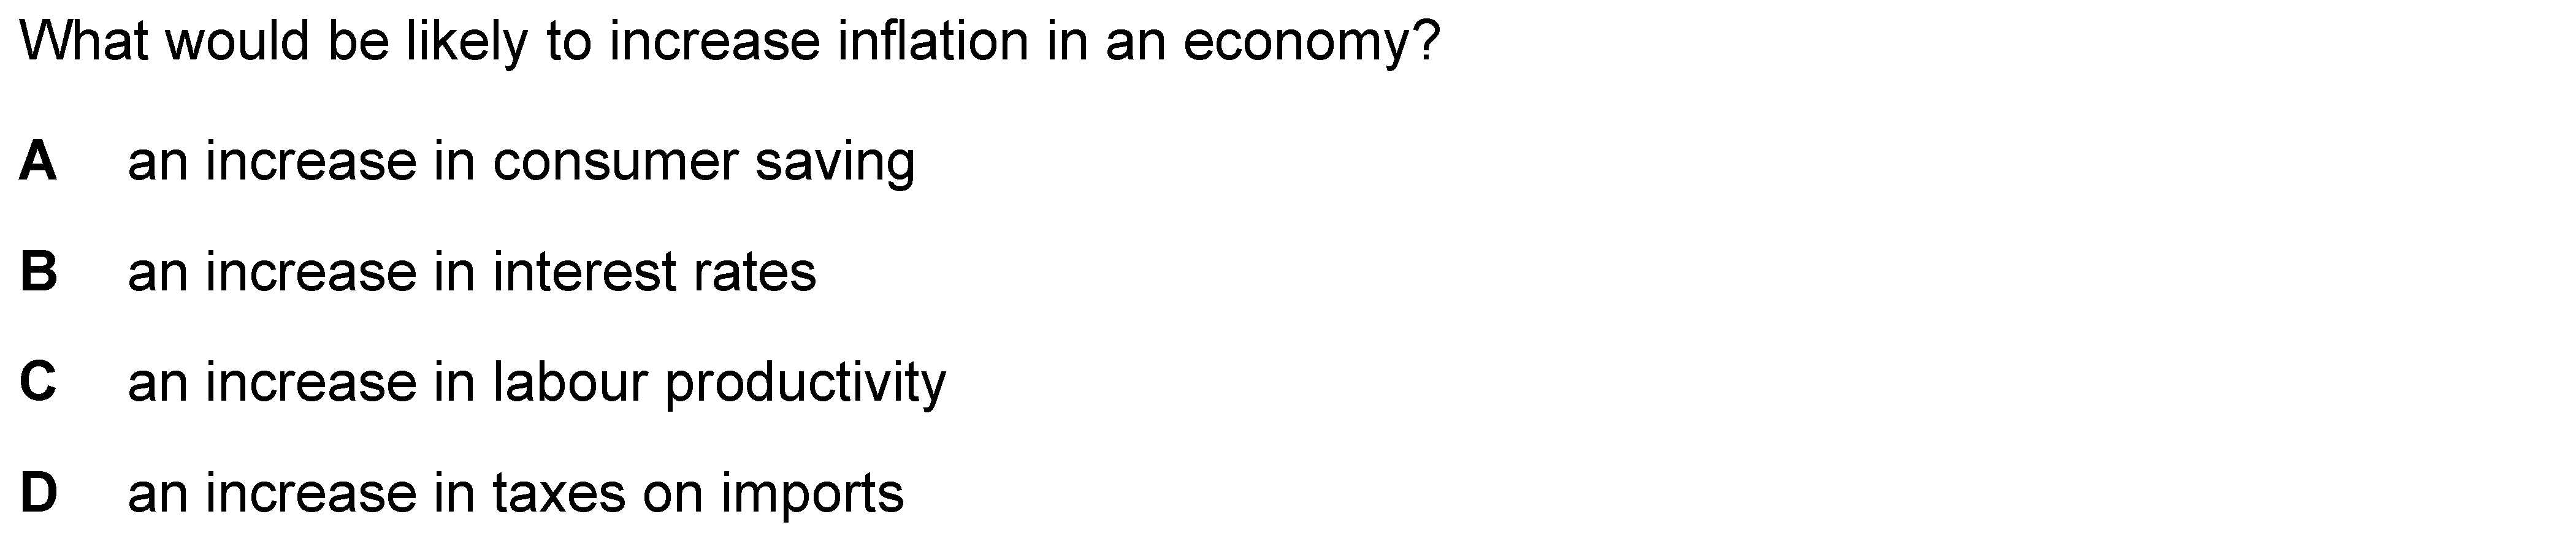 What would be likely to increase inflation in an economy?
A an increase in consumer saving
B an increase in interest rates
C an increase in labour productivity
D an increase in taxes on imports